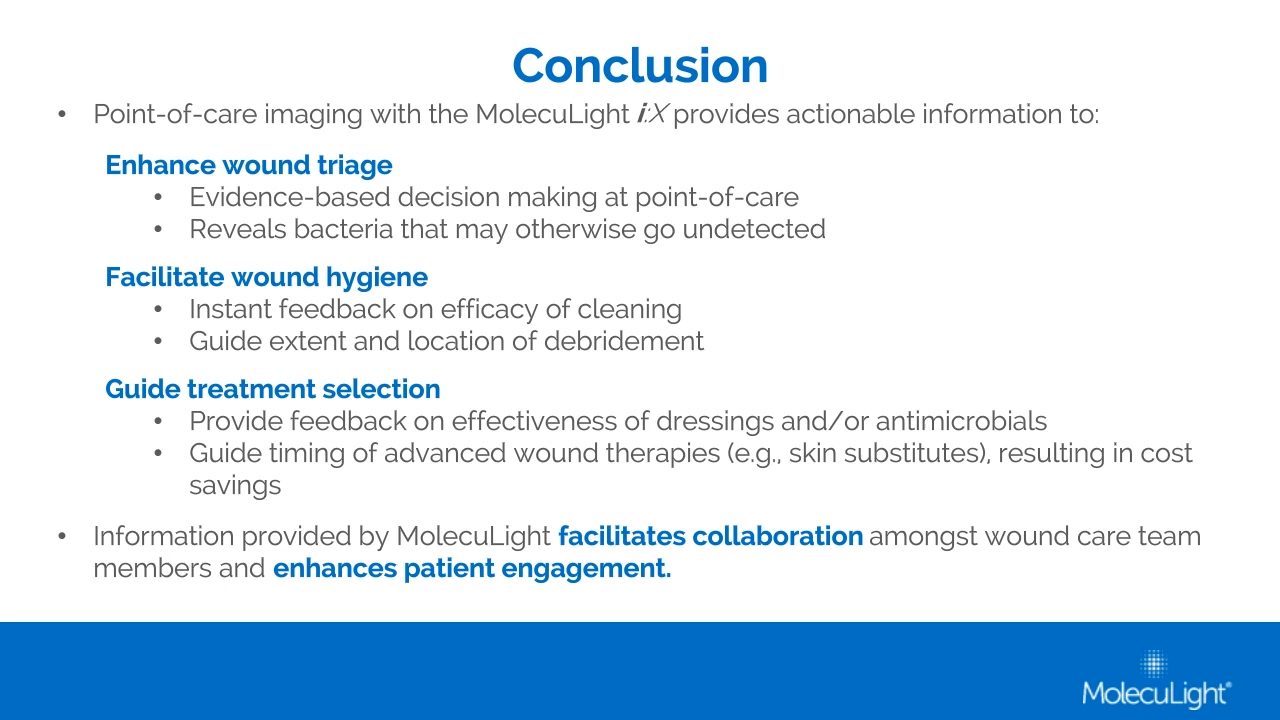 Conclusion
• Point-of-care imaging with the MolecuLight i:X provides actionable information to:
Enhance wound triage
• Evidence-based decision making at point-of-care
• Reveals bacteria that may otherwise go undetected
Facilitate wound hygiene
• Instant feedback on efficacy of cleaning
• Guide extent and location of debridement
Guide treatment selection
• Provide feedback on effectiveness of dressings and/or antimicrobials
• Guide timing of advanced wound therapies (e.g., skin substitutes), resulting in cost
savings
• Information provided by MolecuLight facilitates collaboration amongst wound care team
members and enhances patient engagement.
MolecuLight®